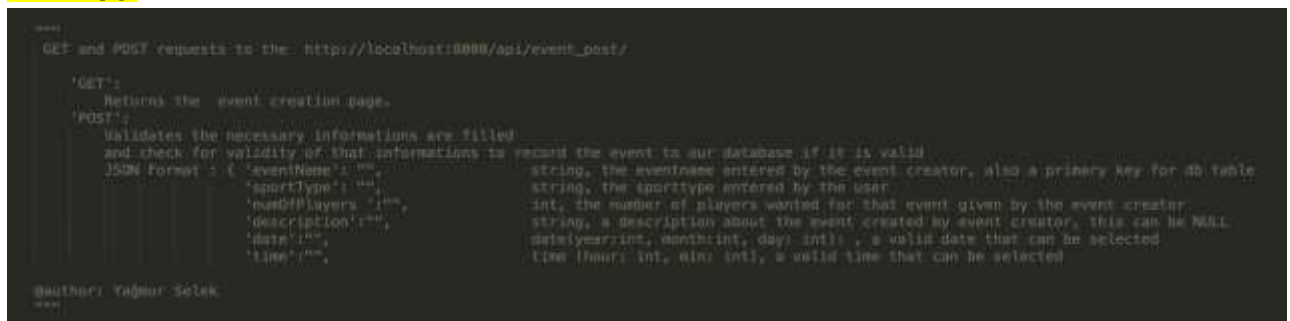 """
GET and POST requests to the  http://localhost:8000/api/event_post/
'GET':
Returns the  event creation page.
'POST':
Validates the necessary informations are filled
and check for validity of that informations to record the event to our database if it is valid
JSON Format : { 'eventName': "",  string, the eventname entered by the event creator, also a primary key for db table
'sportType': "",  string, the sporttype entered by the user
'numOfPlayers ':"",  int, the number of players wanted for that event given by the event creator
'description':"",  string, a description about the event created by event creator, this can be NULL
'date':"",  date(year:int, month:int, day: int): , a valid date that can be selected
'time':"",  time (hour: int, min: int), a valid time that can be selected
@author: Yağmur Selek
"""